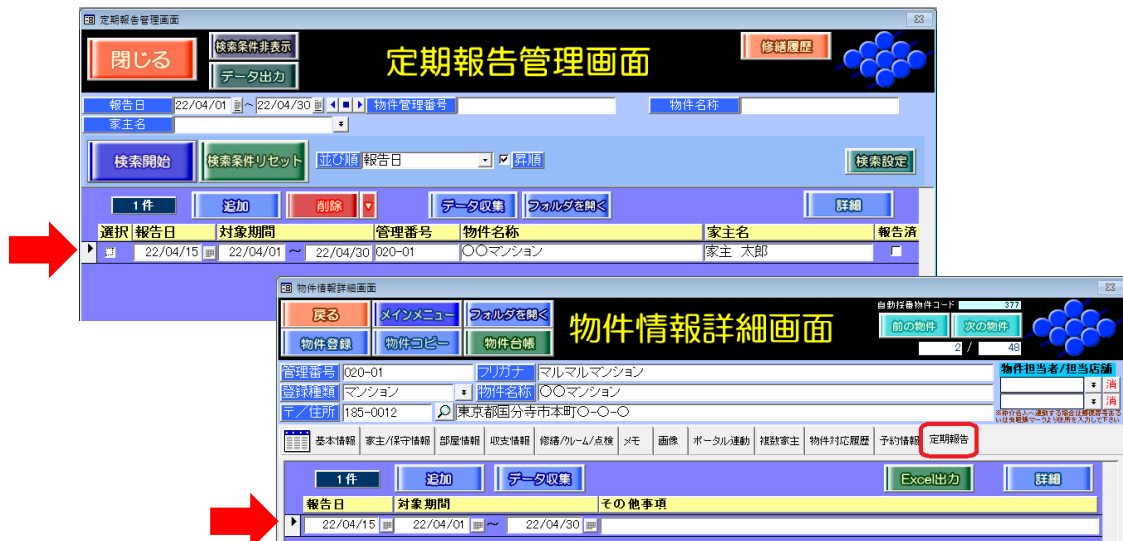 定期報告管理画面
閉じる
検索条件非表示
データ出力
定期報告管理画面
修繕履歴
報告日 22/04/01 ~ 22/04/30 物件管理番号 物件名称
家主名
検索開始 検索条件リセット 並び順 報告日 昇順 検索設定
1件 追加 削除 データ収集 フォルダを開く 詳細
選択 報告日 対象期間 管理番号 物件名称 家主名 報告済
22/04/15 22/04/01 ~ 22/04/30 020-01 〇〇マンション 家主 太郎
物件情報詳細画面
戻る メインメニュー フォルダを開く
物件登録 物件コピー 物件台帳
物件情報詳細画面
自動採番物件コード 377
前の物件 次の物件
2 / 48
管理番号 020-01 フリガナ マルマルマンション
物件担当者/担当店舗
登録種類 マンション 物件名称 〇〇マンション
消
〒/住所 185-0012 東京都国分寺市本町〇-〇-〇
消
基本情報 家主/保守情報 部屋情報 収支情報 修繕/クレーム/点検 メモ 画像 ポータル連動 複数家主 物件対応履歴 予約情報 定期報告
1件 追加 データ収集 Excel出力 詳細
報告日 対象期間 その他事項
22/04/15 22/04/01 ~ 22/04/30